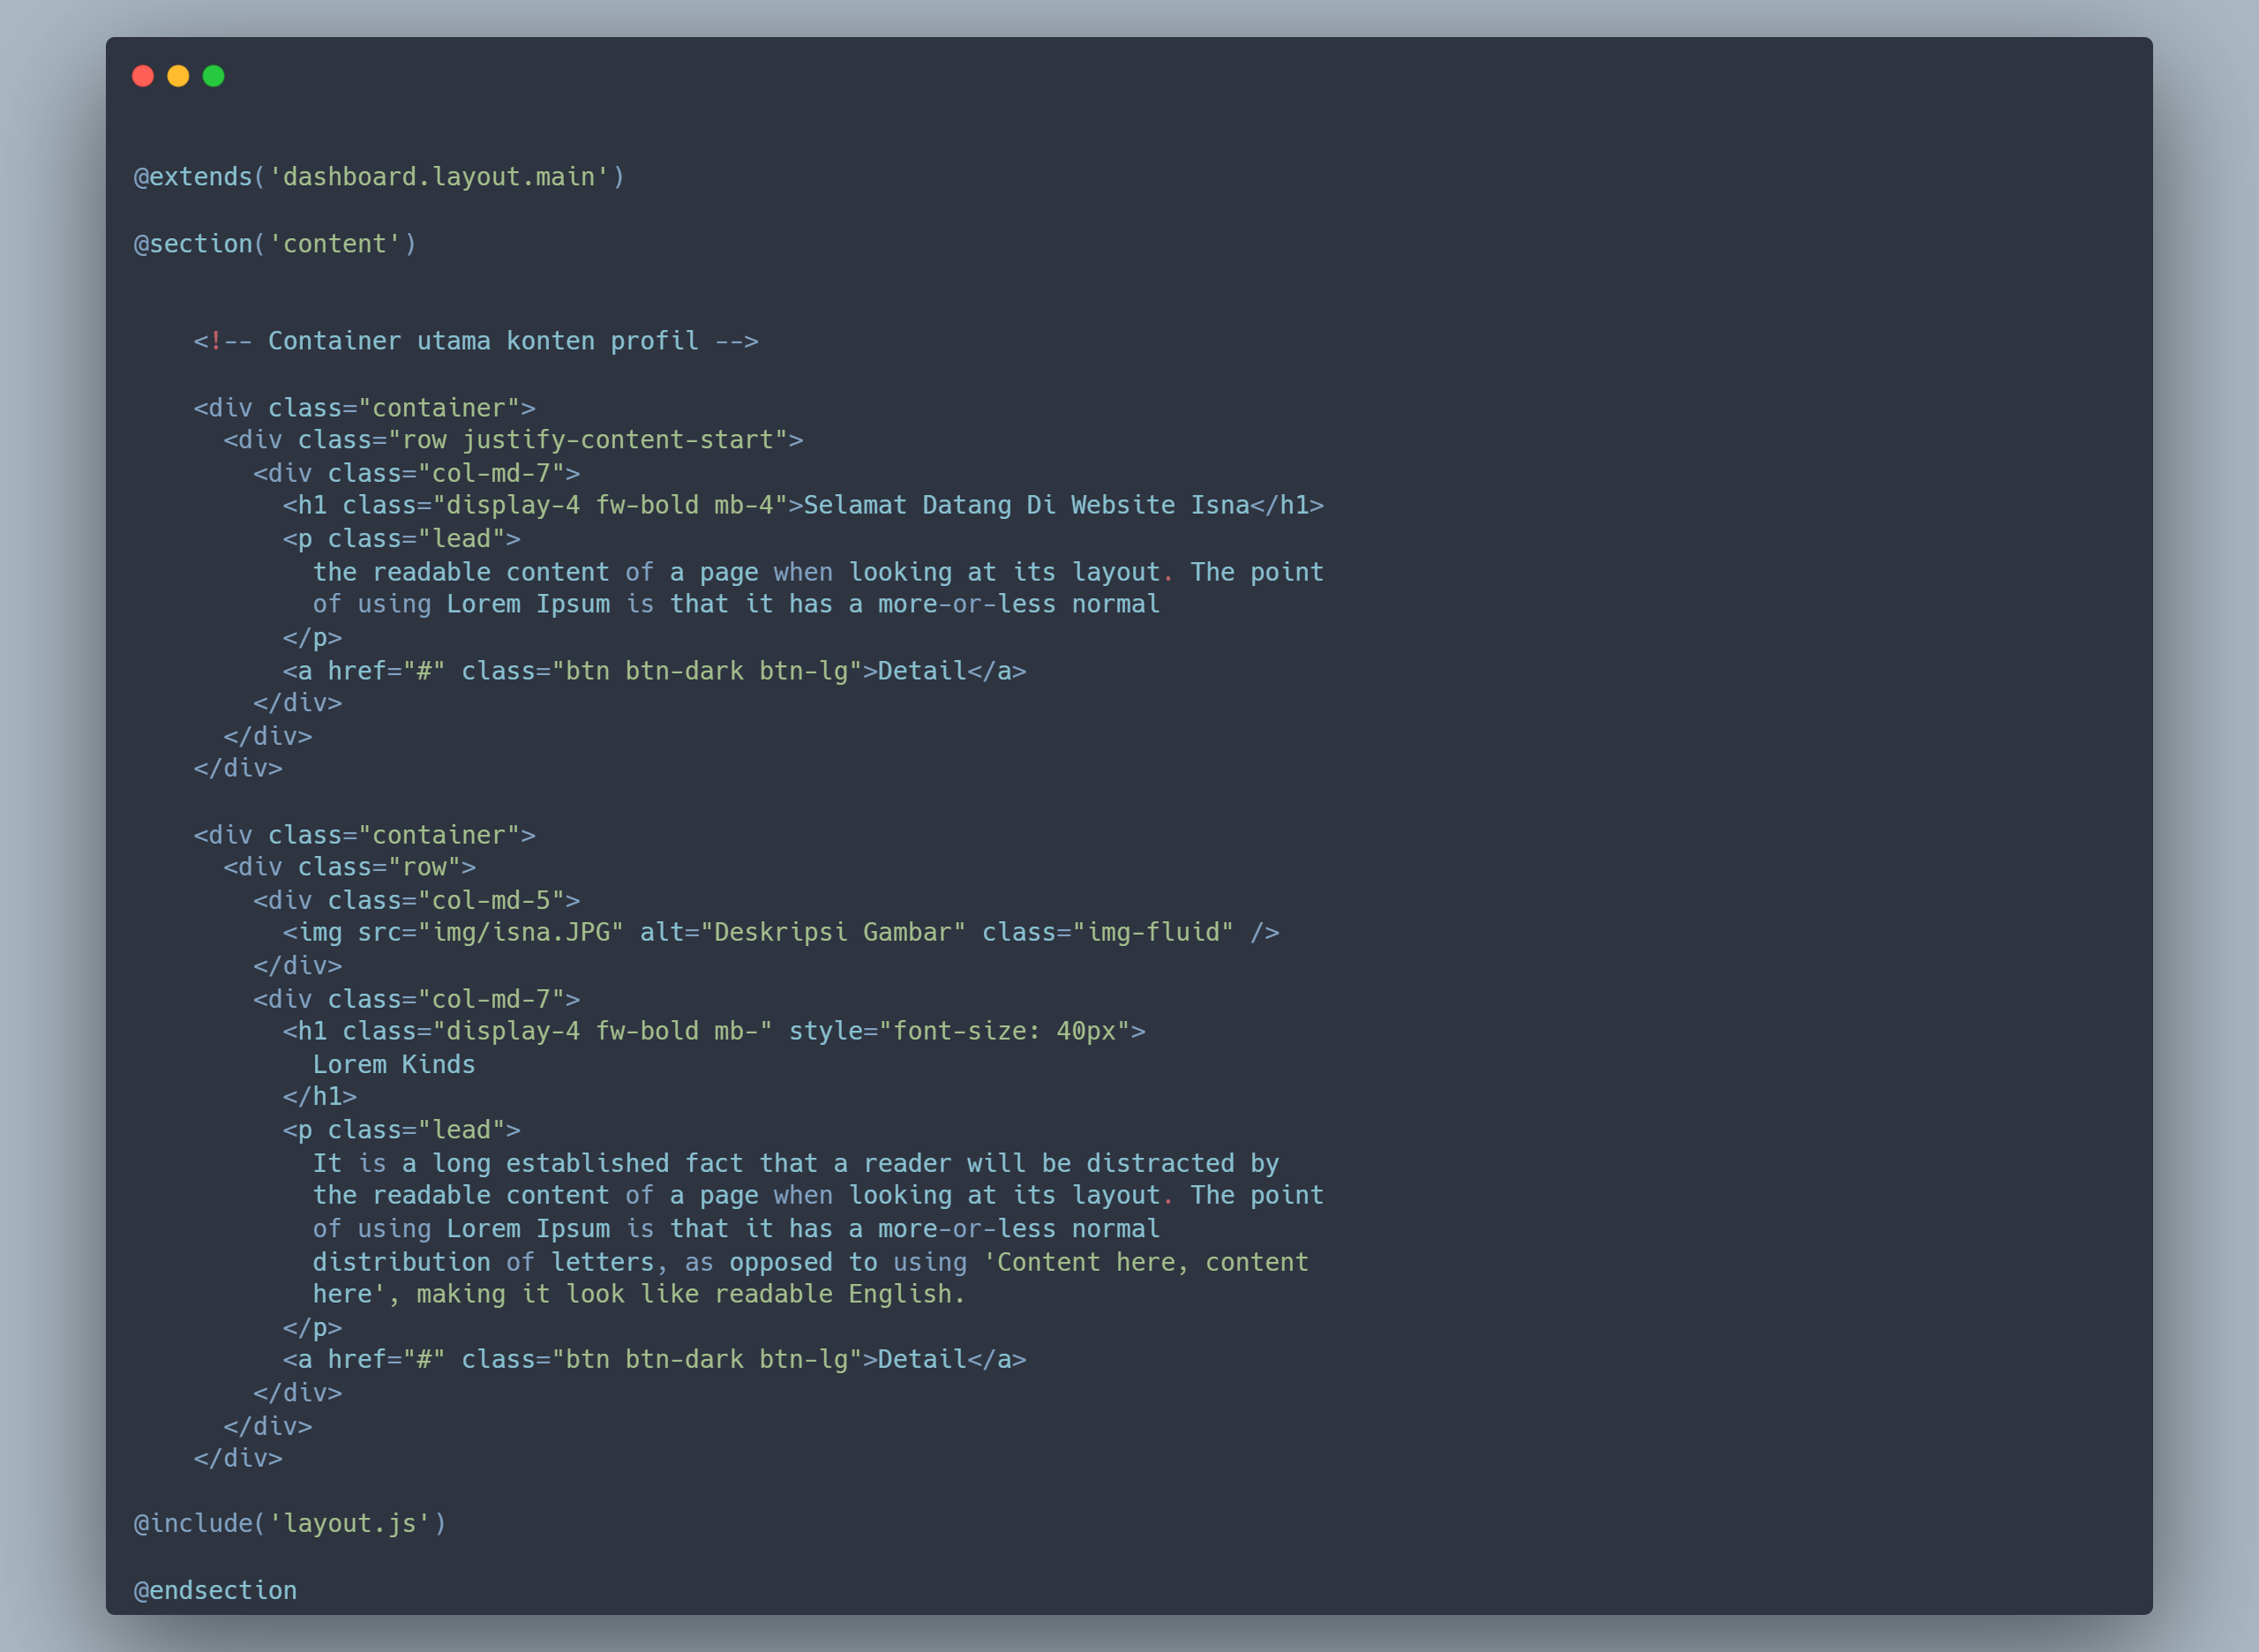 @extends('dashboard.layout.main')
@section('content')
<!-- Container utama konten profil -->
<div class="container">
<div class="row justify-content-start">
<div class="col-md-7">
<h1 class="display-4 fw-bold mb-4">Selamat Datang Di Website Isna</h1>
<p class="lead">
the readable content of a page when looking at its layout. The point
of using Lorem Ipsum is that it has a more-or-less normal
</p>
<a href="#" class="btn btn-dark btn-lg">Detail</a>
</div>
</div>
</div>
<div class="container">
<div class="row">
<div class="col-md-5">
<img src="img/isna.JPG" alt="Deskripsi Gambar" class="img-fluid" />
</div>
<div class="col-md-7">
<h1 class="display-4 fw-bold mb-" style="font-size: 40px">
Lorem Kinds
</h1>
<p class="lead">
It is a long established fact that a reader will be distracted by
the readable content of a page when looking at its layout. The point
of using Lorem Ipsum is that it has a more-or-less normal
distribution of letters, as opposed to using 'Content here, content
here', making it look like readable English.
</p>
<a href="#" class="btn btn-dark btn-lg">Detail</a>
</div>
</div>
</div>
@include('layout.js')
@endsection